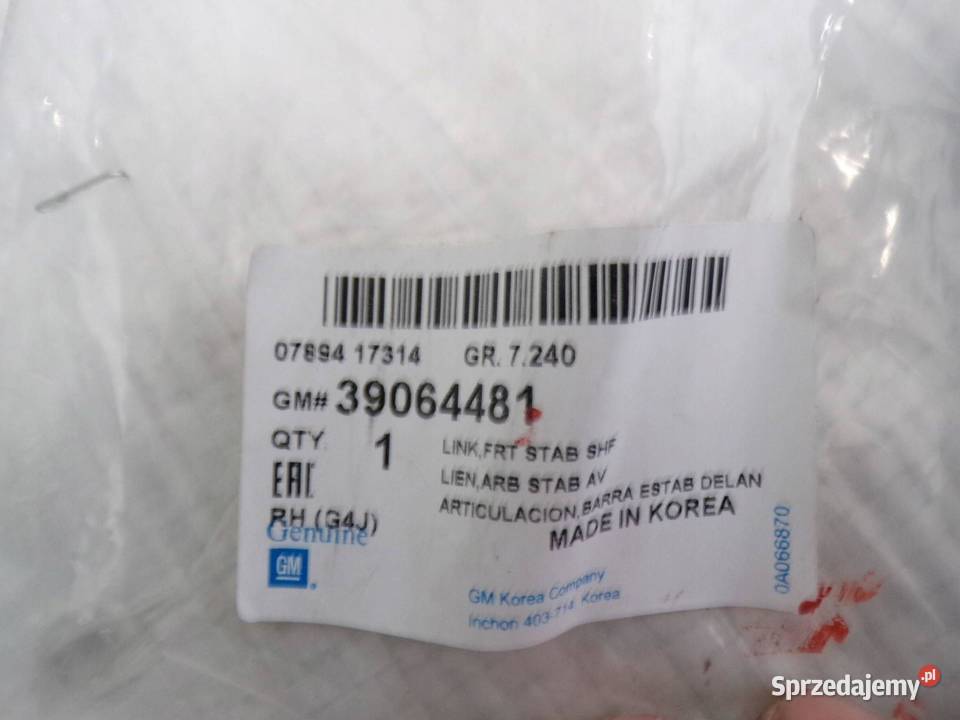 07894 17314 GR. 7.240
GM# 39064481
QTY. 1
LINK,FRT STAB SHF
LIEN,ARB STAB AV
ARTICULACION,BARRA ESTAB DELAN
EAC
RH (G4J)
MADE IN KOREA
Genuine
GM
GM Korea Company
Inchon 403-714, Korea
0A066870
Sprzedajemy.pl